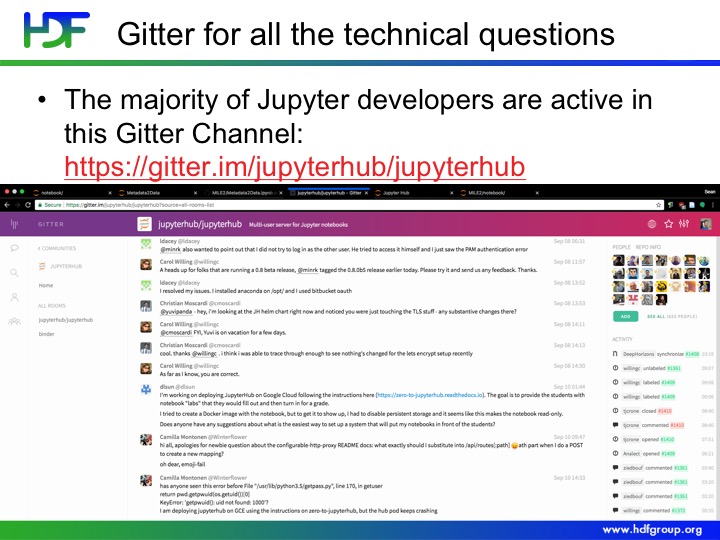 HDF
Gitter for all the technical questions
• The majority of Jupyter developers are active in
this Gitter Channel:
https://gitter.im/jupyterhub/jupyterhub
notebook/ Metadata2Data MILE2/Metadata2Data.ipynb jupyterhub/jupyterhub - Gitter Jupyter Hub MILE2/notebook/ Sean
Secure https://gitter.im/jupyterhub/jupyterhub?source=all-rooms-list
GITTER jupyterhub/jupyterhub Multi-user server for Jupyter notebooks
COMMUNITIES
JUPYTERHUB
Home
ALL ROOMS
jupyterhub/jupyterhub
binder
ldacey @ldacey Sep 08 06:31
@minrk also wanted to point out that I did not try to log in as the other user. He tried to access it himself and I just saw the PAM authentication error
Carol Willing @willingc Sep 08 11:07
A heads up for folks that are running a 0.8 beta release, @minrk tagged the 0.8.0b5 release earlier today. Please try it and send us any feedback. Thanks.
ldacey @ldacey Sep 08 13:02
I resolved my issues. I installed anaconda on /opt/ and I used bitbucket oauth
Christian Moscardi @cmoscardi Sep 08 13:53
@yuvipanda - hey, i'm looking at the JH helm chart right now and noticed you were just touching the TLS stuff - any substantive changes there?
Carol Willing @willingc Sep 08 14:11
@cmoscardi FYI, Yuvi is on vacation for a few days.
Christian Moscardi @cmoscardi Sep 08 14:13
cool. thanks @willingc . i think i was able to trace through enough to see nothing's changed for the lets encrypt setup recently
Carol Willing @willingc Sep 08 14:30
As far as I know, you are correct.
dlsun @dlsun Sep 10 01:44
I'm working on deploying JupyterHub on Google Cloud following the instructions here (https://zero-to-jupyterhub.readthedocs.io). The goal is to provide the students with
notebook "labs" that they would fill out and then turn in for a grade.
I tried to create a Docker image with the notebook, but to get it to show up, I had to disable persistent storage and it seems like this makes the notebook read-only.
Does anyone have any suggestions about what is the easiest way to set up a system that will put my notebooks in front of the students?
Camilla Montonen @Winterflower Sep 10 09:47
hi all, apologies for newbie question about the configurable-http-proxy README docs: what exactly should I substitute into /api/routes[:path] 😛ath part when I do a POST
to create a new mapping?
oh dear, emoji-fail
Camilla Montonen @Winterflower Sep 10 14:33
has anyone seen this error before File "/usr/lib/python3.5/getpass.py", line 170, in getuser
return pwd.getpwuid(os.getuid())[0]
KeyError: 'getpwuid(): uid not found: 1000'?
I am deploying jupyterhub on GCE using the instructions on zero-to-jupyterhub, but the hub pod keeps crashing
PEOPLE REPO INFO
ADD SEE ALL
ACTIVITY
DeepHorizons synchronize #1408
willingc unlabeled #1361
willingc labeled #1409
willingc labeled #1409
tjcrone closed #1410
tjcrone commented #1410
tjcrone opened #1410
Analect opened #1409
ziedbouf commented #1361
ziedbouf commented #1361
ziedbouf commented #1361
willingc commented
www.hdfgroup.org